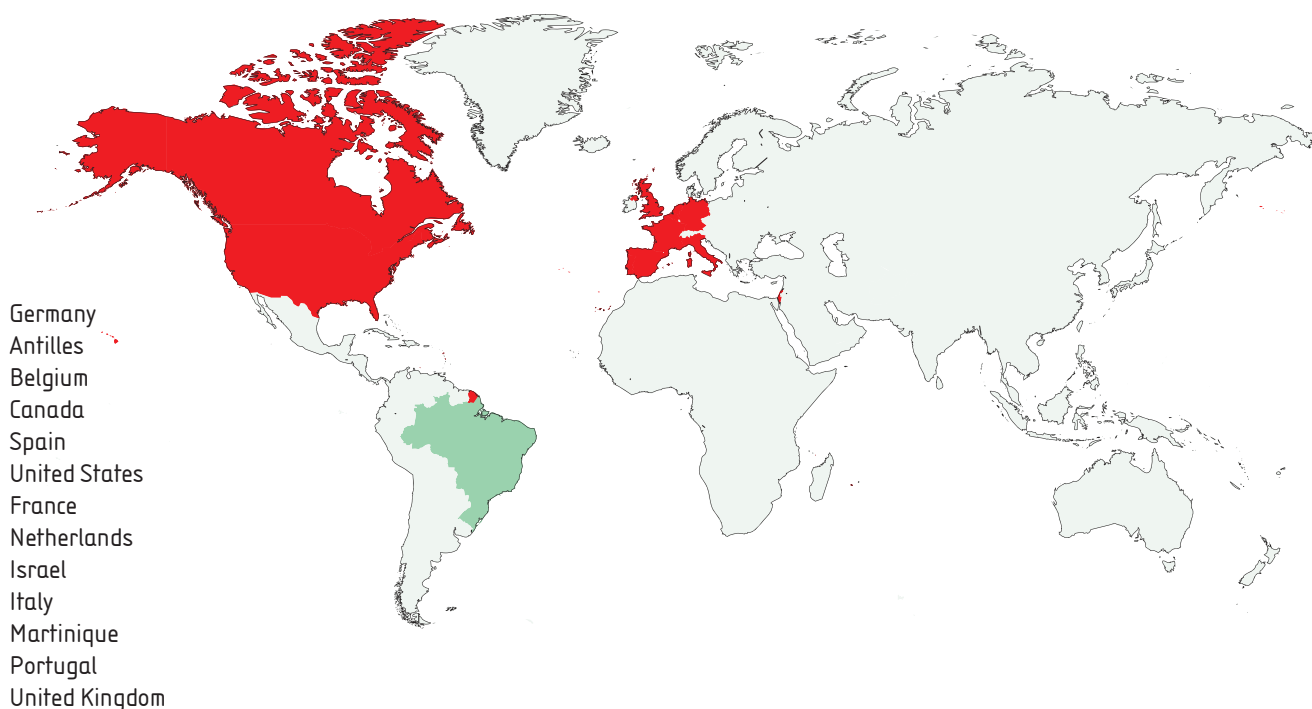 Germany
Antilles
Belgium
Canada
Spain
United States
France
Netherlands
Israel
Italy
Martinique
Portugal
United Kingdom